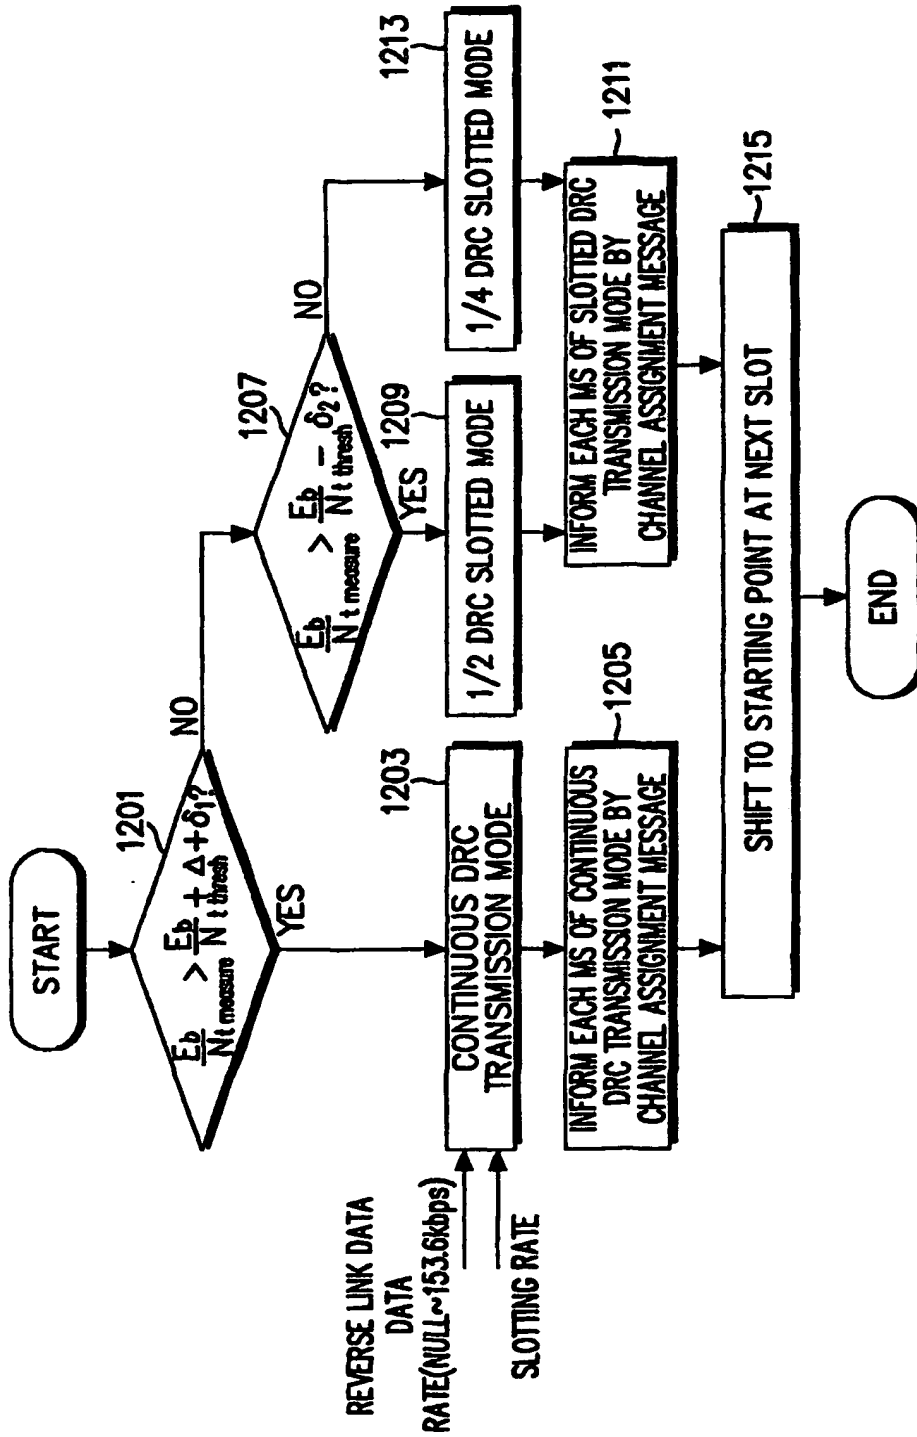 START
1201
Eb/Nt measure > Eb/Nt thresh + Δ + δ1?
NO
YES
1207
Eb/Nt measure > Eb/Nt thresh - δ2?
NO
YES
REVERSE LINK DATA
DATA
RATE(NULL~153.6kbps)
SLOTTING RATE
1203
CONTINUOUS DRC
TRANSMISSION MODE
1209
1/2 DRC SLOTTED MODE
1213
1/4 DRC SLOTTED MODE
1205
INFORM EACH MS OF CONTINUOUS
DRC TRANSMISSION MODE BY
CHANNEL ASSIGNMENT MESSAGE
1211
INFORM EACH MS OF SLOTTED DRC
TRANSMISSION MODE BY
CHANNEL ASSIGNMENT MESSAGE
1215
SHIFT TO STARTING POINT AT NEXT SLOT
END